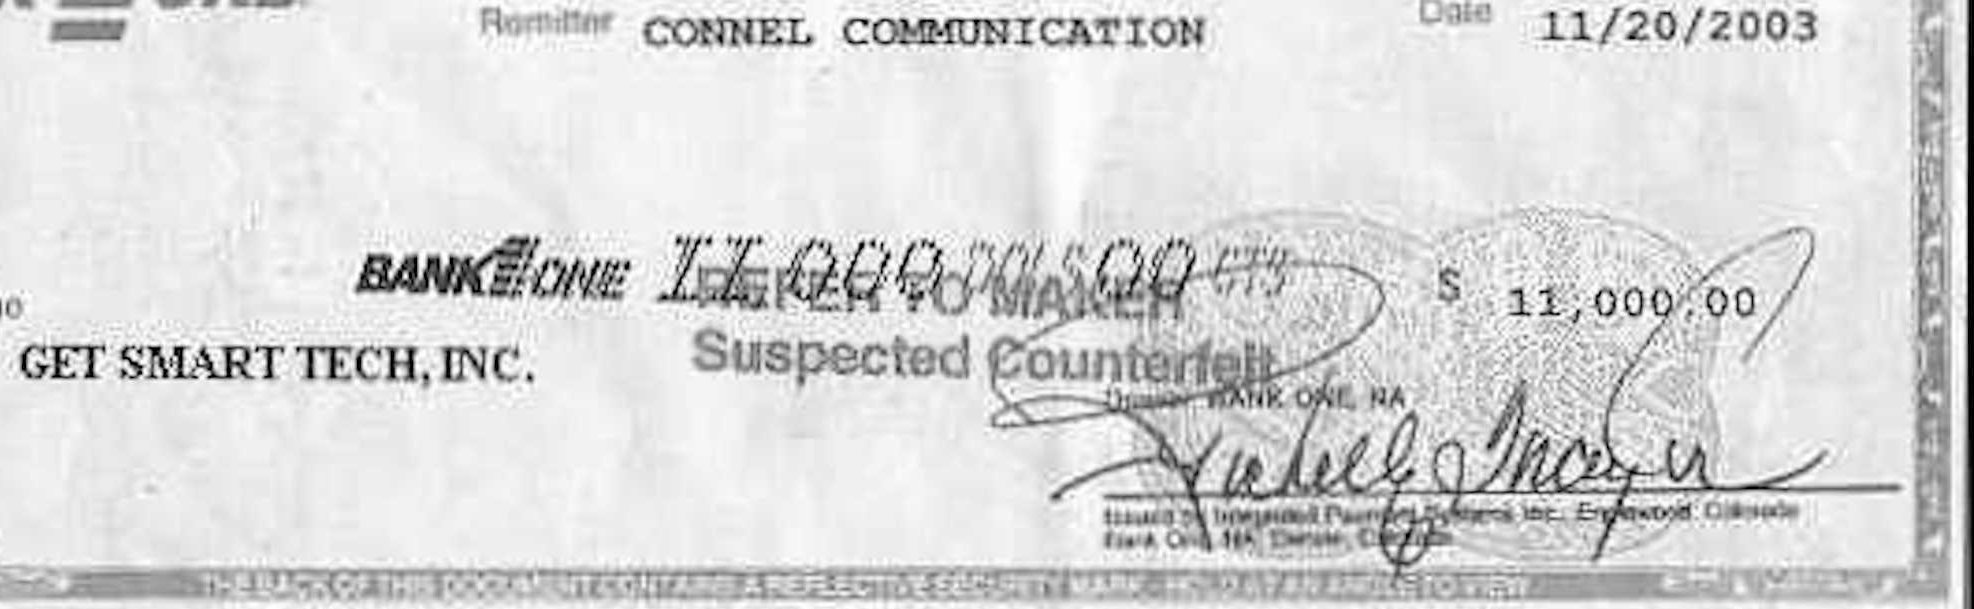 Remitter CONNEL COMMUNICATION Date 11/20/2003
BANK ONE 11,000 DOLS 00 CTS $ 11,000.00
REFER TO MAKER
GET SMART TECH, INC.
Suspected Counterfeit
Drawer: BANK ONE, NA
Issued by Integrated Payment Systems Inc., Englewood, Colorado
Bank One, NA, Denver, Colorado
THE BACK OF THIS DOCUMENT CONTAINS A REFLECTIVE SECURITY MARK